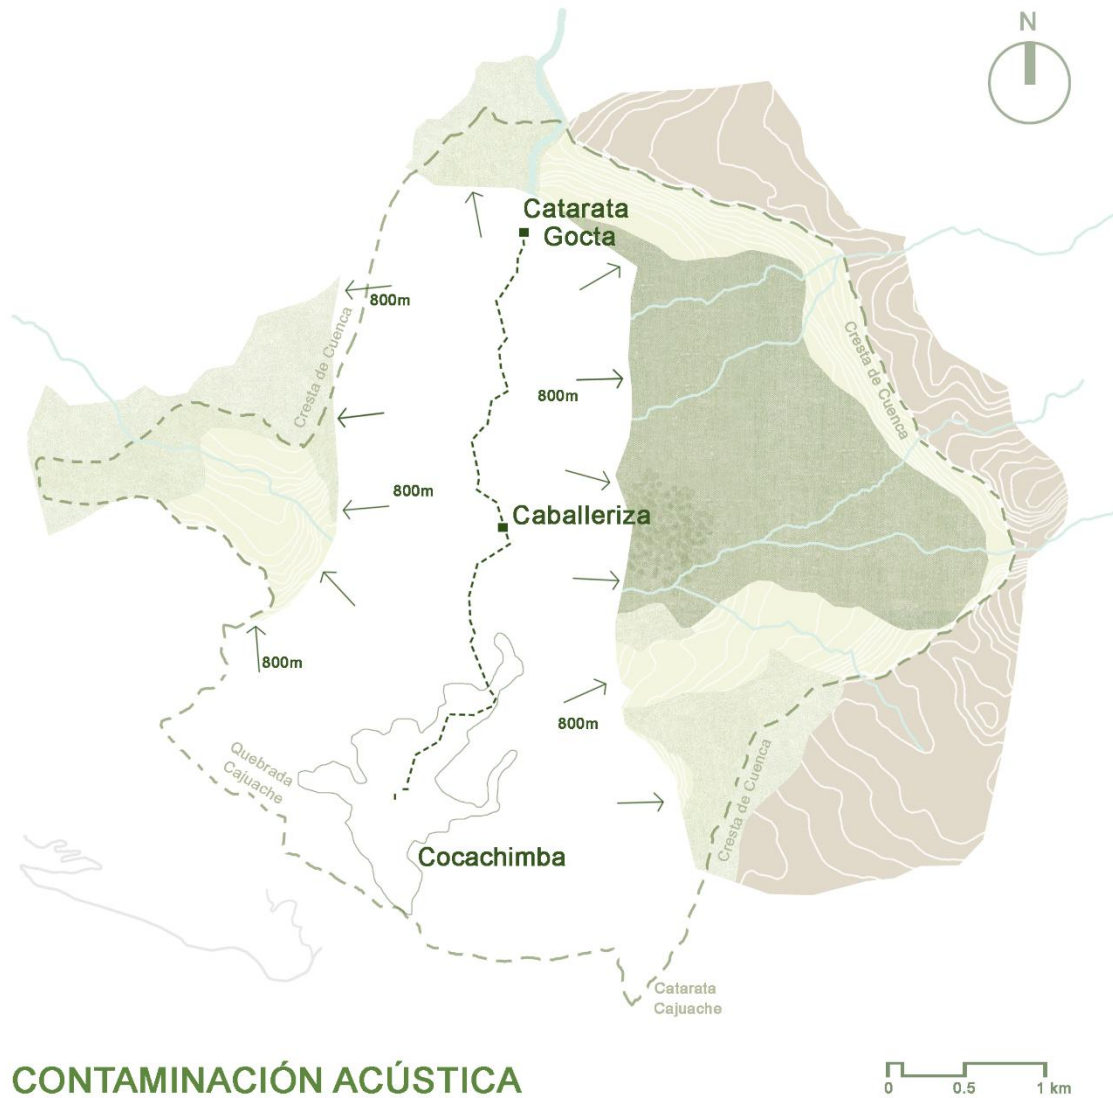 N
Catarata
Gocta
800m
Cresta de Cuenca
Cresta de Cuenca
800m
800m
Caballeriza
800m
800m
Quebrada
Cajuache
Cresta de Cuenca
Cocachimba
Catarata
Cajuache
CONTAMINACIÓN ACÚSTICA
0 0.5 1 km